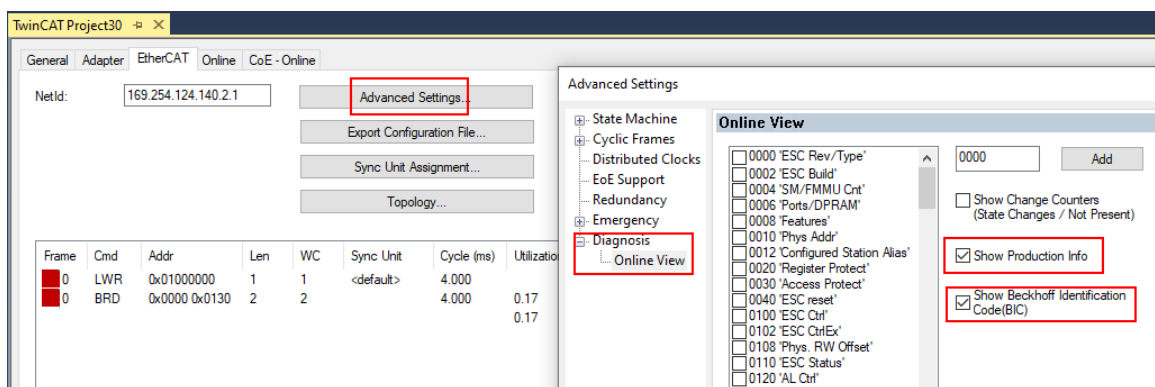 TwinCAT Project30
General Adapter EtherCAT Online CoE - Online
NetId: 169.254.124.140.2.1
Advanced Settings...
Export Configuration File...
Sync Unit Assignment...
Topology...
Frame Cmd Addr Len WC Sync Unit Cycle (ms) Utilizatio
0 LWR 0x01000000 1 1 <default> 4.000
0 BRD 0x0000 0x0130 2 2 4.000 0.17
0.17
Advanced Settings
State Machine
Cyclic Frames
Distributed Clocks
EoE Support
Redundancy
Emergency
Diagnosis
Online View
Online View
0000 'ESC Rev/Type'
0002 'ESC Build'
0004 'SM/FMMU Cnt'
0006 'Ports/DPRAM'
0008 'Features'
0010 'Phys Addr'
0012 'Configured Station Alias'
0020 'Register Protect'
0030 'Access Protect'
0040 'ESC reset'
0100 'ESC Ctrl'
0102 'ESC CtrlEx'
0108 'Phys. RW Offset'
0110 'ESC Status'
0120 'AL Ctrl'
0000 Add
Show Change Counters
(State Changes / Not Present)
Show Production Info
Show Beckhoff Identification
Code(BIC)